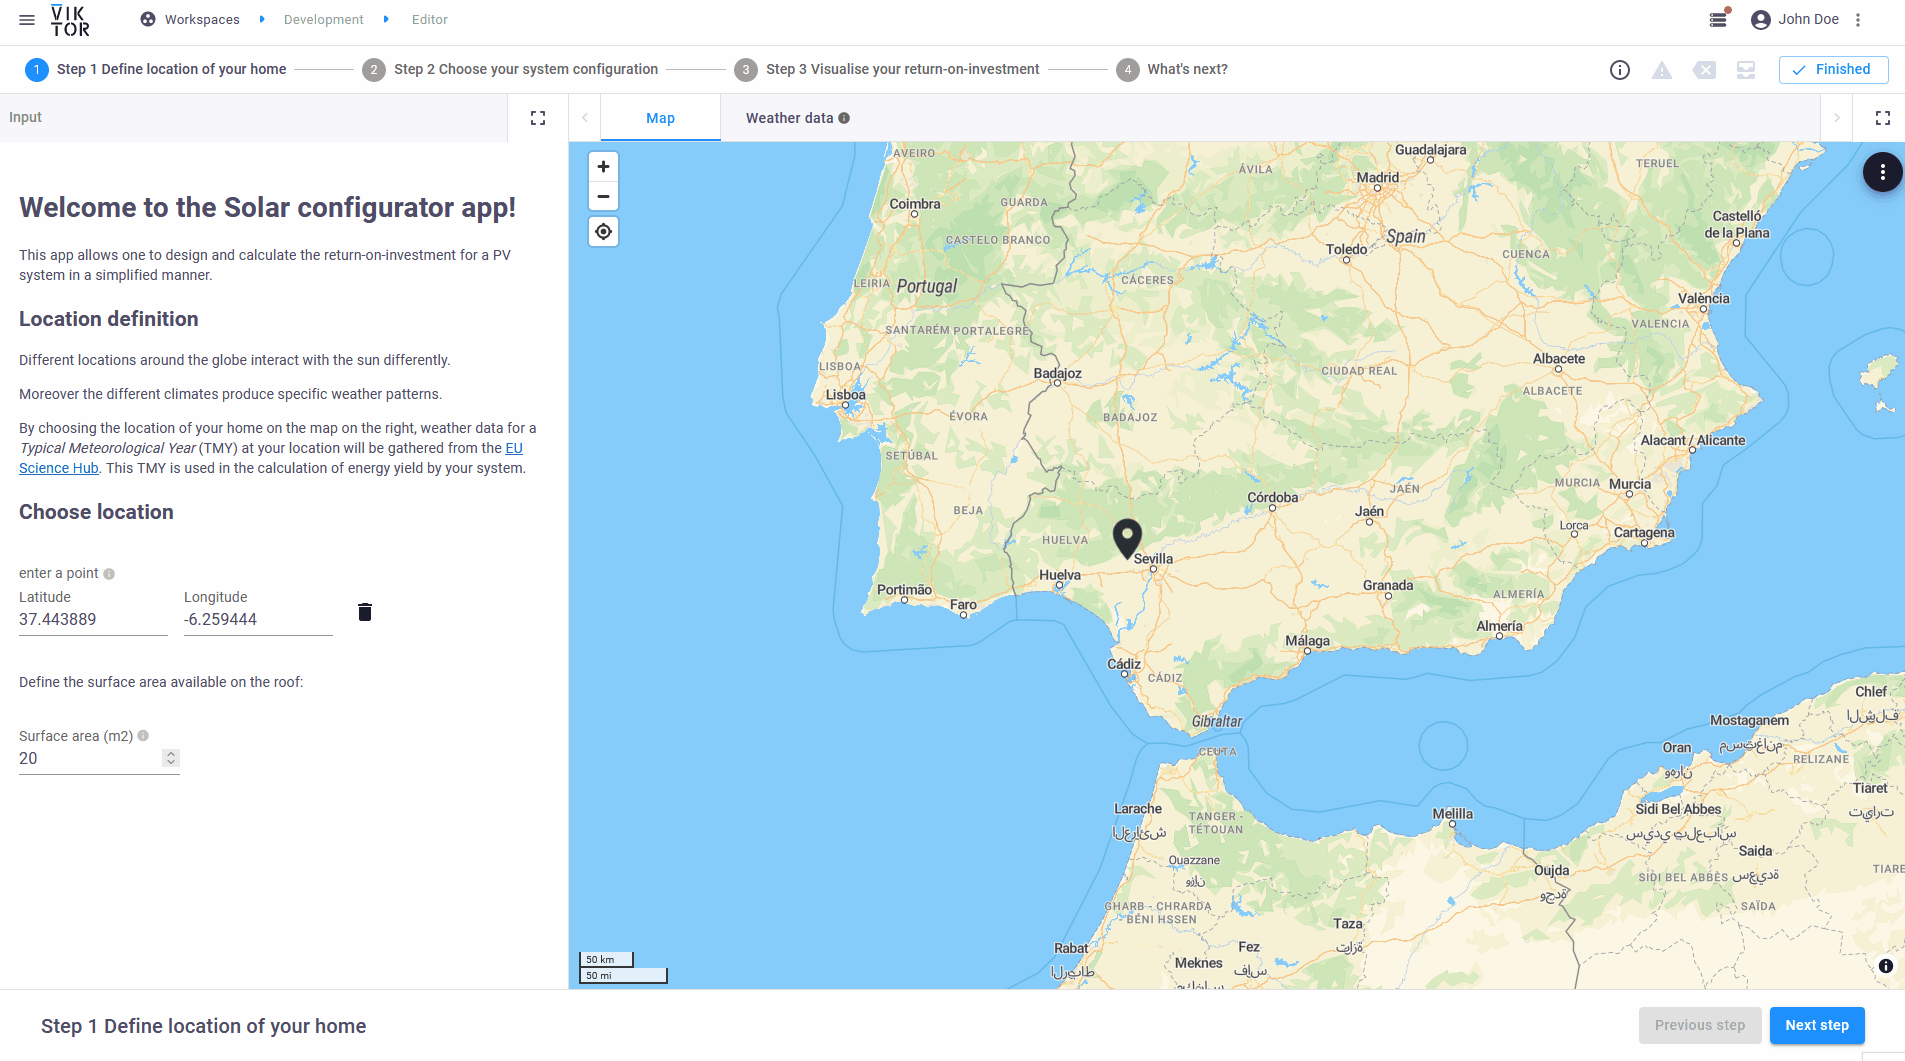 VIK
TOR
Workspaces
Development
Editor
John Doe
1 Step 1 Define location of your home
2 Step 2 Choose your system configuration
3 Step 3 Visualise your return-on-investment
4 What's next?
Finished
Input
Map
Weather data
Welcome to the Solar configurator app!
This app allows one to design and calculate the return-on-investment for a PV
system in a simplified manner.
Location definition
Different locations around the globe interact with the sun differently.
Moreover the different climates produce specific weather patterns.
By choosing the location of your home on the map on the right, weather data for a
Typical Meteorological Year (TMY) at your location will be gathered from the EU
Science Hub. This TMY is used in the calculation of energy yield by your system.
Choose location
enter a point
Latitude
Longitude
37.443889
-6.259444
Define the surface area available on the roof:
Surface area (m2)
20
AVEIRO
Guadalajara
TERUEL
ÁVILA
Madrid
Coimbra
GUARDA
Castelló
de la Plana
CASTELO BRANCO
Toledo
Spain
CUENCA
LEIRIA
Portugal
CÁCERES
València
SANTARÉM
PORTALEGRE
VALENCIA
LISBOA
Badajoz
CIUDAD REAL
Albacete
ALBACETE
Lisboa
ÉVORA
BADAJOZ
Alacant / Alicante
SETÚBAL
Córdoba
JAÉN
MURCIA
Murcia
BEJA
Jaén
Lorca
Cartagena
HUELVA
Sevilla
Huelva
Portimão
Faro
Granada
ALMERÍA
Almería
Málaga
Cádiz
CÁDIZ
Gibraltar
CEUTA
Chlef
Mostaganem
Oran
RELIZANE
Tiaret
Larache
TANGER -
TÉTOUAN
Melilla
Sidi Bel Abbes
Ouazzane
Saida
Oujda
SIDI BEL ABBÈS
TIARE
GHARB - CHRARDA
BÉNI HSSEN
SAÏDA
Taza
Rabat
Fez
Meknes
50 km
50 mi
Step 1 Define location of your home
Previous step
Next step